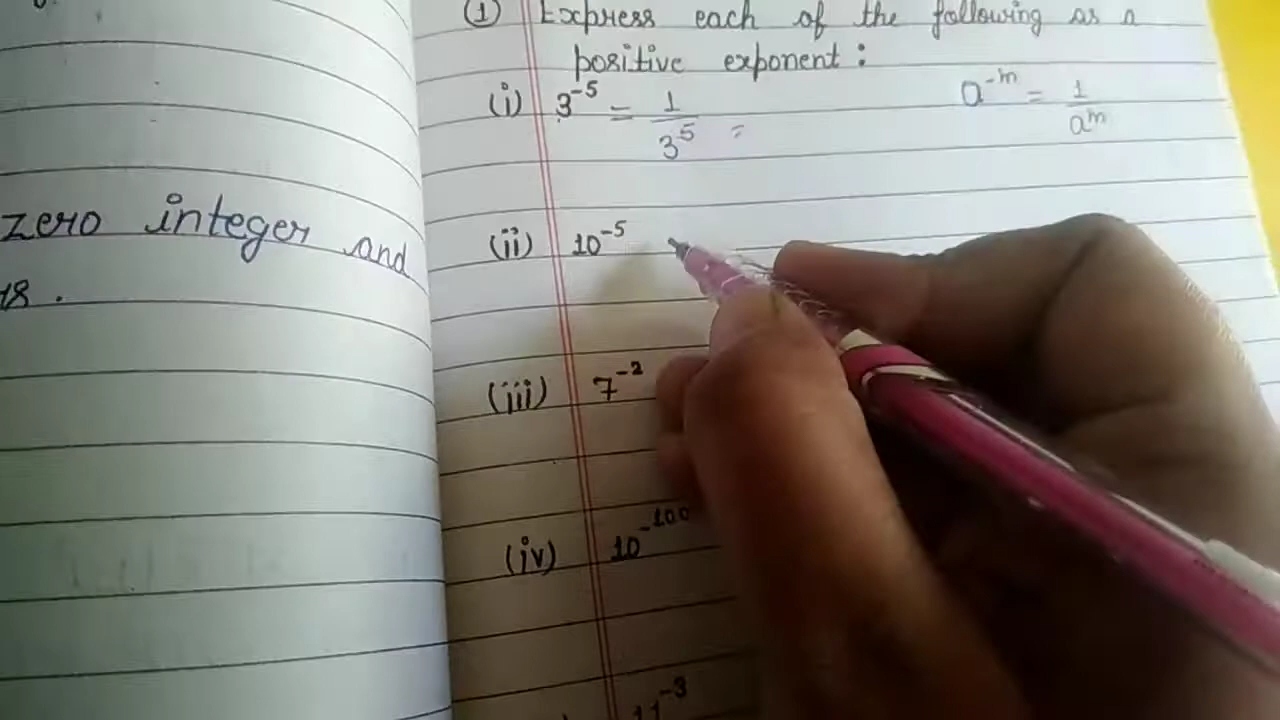 zero integer and
18 .
① Express each of the following as a
positive exponent :
(i) 3⁻⁵ = 1/3⁵ =
a⁻ᵐ = 1/aᵐ
(ii) 10⁻⁵
(iii) 7⁻²
(iv) 10⁻¹⁰⁰
11⁻³